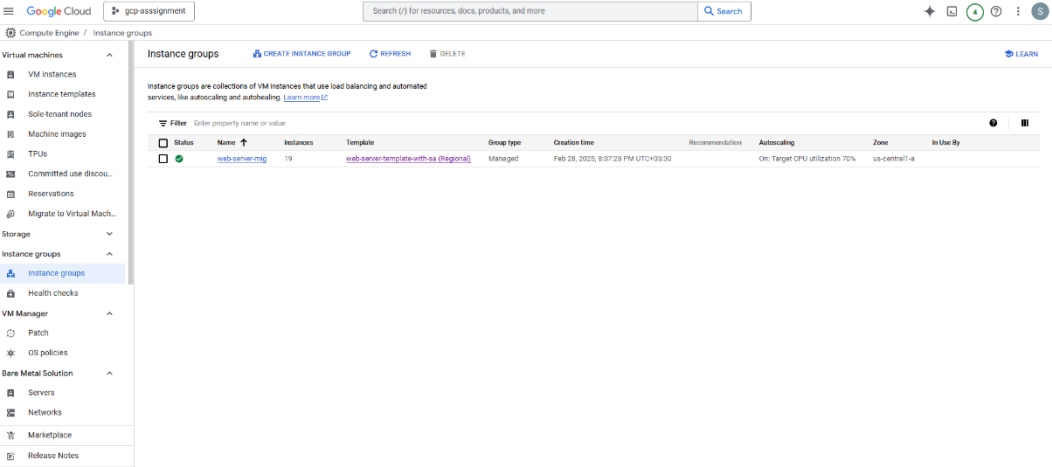 Google Cloud
gcp-asssignment
Search (/) for resources, docs, products, and more
Search
4
S
Compute Engine / Instance groups
Virtual machines
VM instances
Instance templates
Sole-tenant nodes
Machine images
TPUs
Committed use discou...
Reservations
Migrate to Virtual Mach...
Storage
Instance groups
Instance groups
Health checks
VM Manager
Patch
OS policies
Bare Metal Solution
Servers
Networks
Marketplace
Release Notes
Instance groups CREATE INSTANCE GROUP REFRESH DELETE LEARN
Instance groups are collections of VM instances that use load balancing and automated
services, like autoscaling and autohealing. Learn more
Filter Enter property name or value
Status Name Instances Template Group type Creation time Recommendation Autoscaling Zone In Use By
web-server-mig 19 web-server-template-with-sa (Regional) Managed Feb 28, 2025, 8:07:28 PM UTC+05:30 On: Target CPU utilization 70% us-central1-a